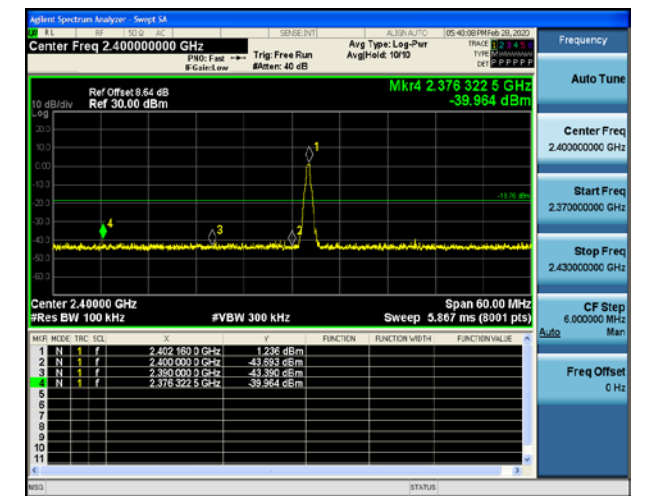 Agilent Spectrum Analyzer - Swept SA
RL RF 50 Ω AC SENSE:INT ALIGN AUTO 05:40:08 PM Feb 28, 2020
Center Freq 2.400000000 GHz
PNO: Fast
IFGain:Low
Trig: Free Run
#Atten: 40 dB
Avg Type: Log-Pwr
Avg|Hold: 10/10
TRACE 1 2 3 4 5 6
TYPE
DET P P P P P P
Frequency
Mkr4 2.376 322 5 GHz
-39.964 dBm
Ref Offset 8.64 dB
10 dB/div Ref 30.00 dBm
Log
20.0
10.0
0.00
-10.0
-20.0
-30.0
-40.0
-50.0
-60.0
1
4
3
2
Center 2.40000 GHz
#Res BW 100 kHz
#VBW 300 kHz
Span 60.00 MHz
Sweep 5.867 ms (8001 pts)
MKR MODE TRC SCL X Y FUNCTION FUNCTION WIDTH FUNCTION VALUE
1 N 1 f 2.402 160 0 GHz 1.236 dBm
2 N 1 f 2.400 000 0 GHz -43.693 dBm
3 N 1 f 2.390 000 0 GHz -43.390 dBm
4 N 1 f 2.376 322 5 GHz -39.964 dBm
5
6
7
8
9
10
11
MSG STATUS
Auto Tune
Center Freq
2.400000000 GHz
Start Freq
2.370000000 GHz
Stop Freq
2.430000000 GHz
CF Step
6.000000 MHz
Auto Man
Freq Offset
0 Hz